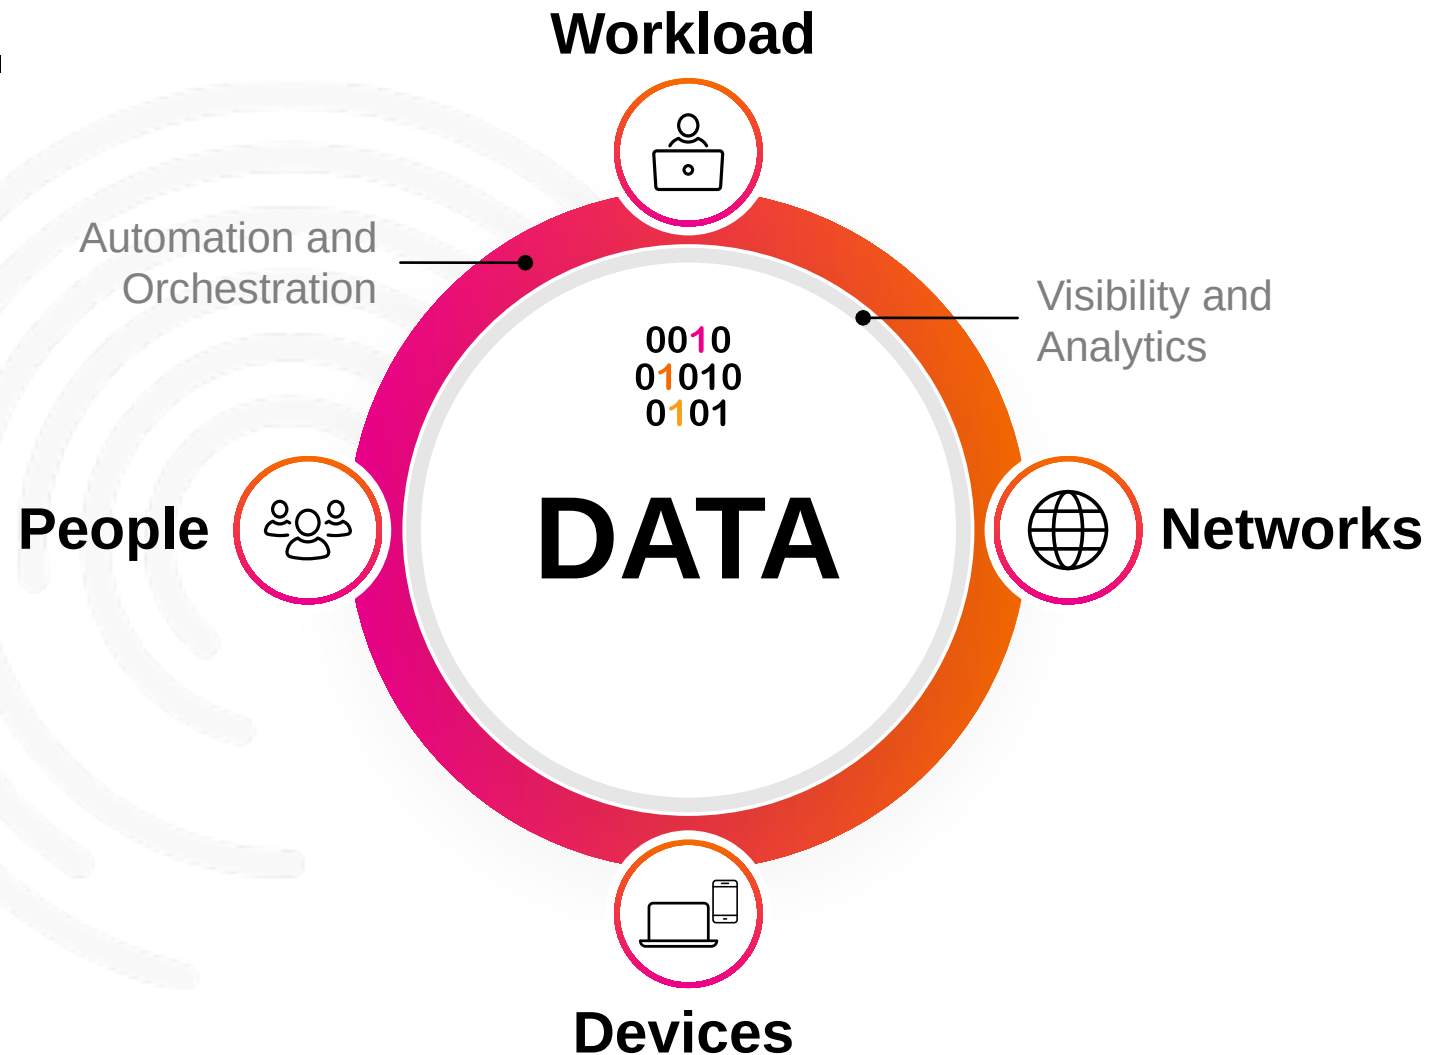 Workload
Automation and
Orchestration
Visibility and
Analytics
0010
01010
0101
DATA
People
Networks
Devices